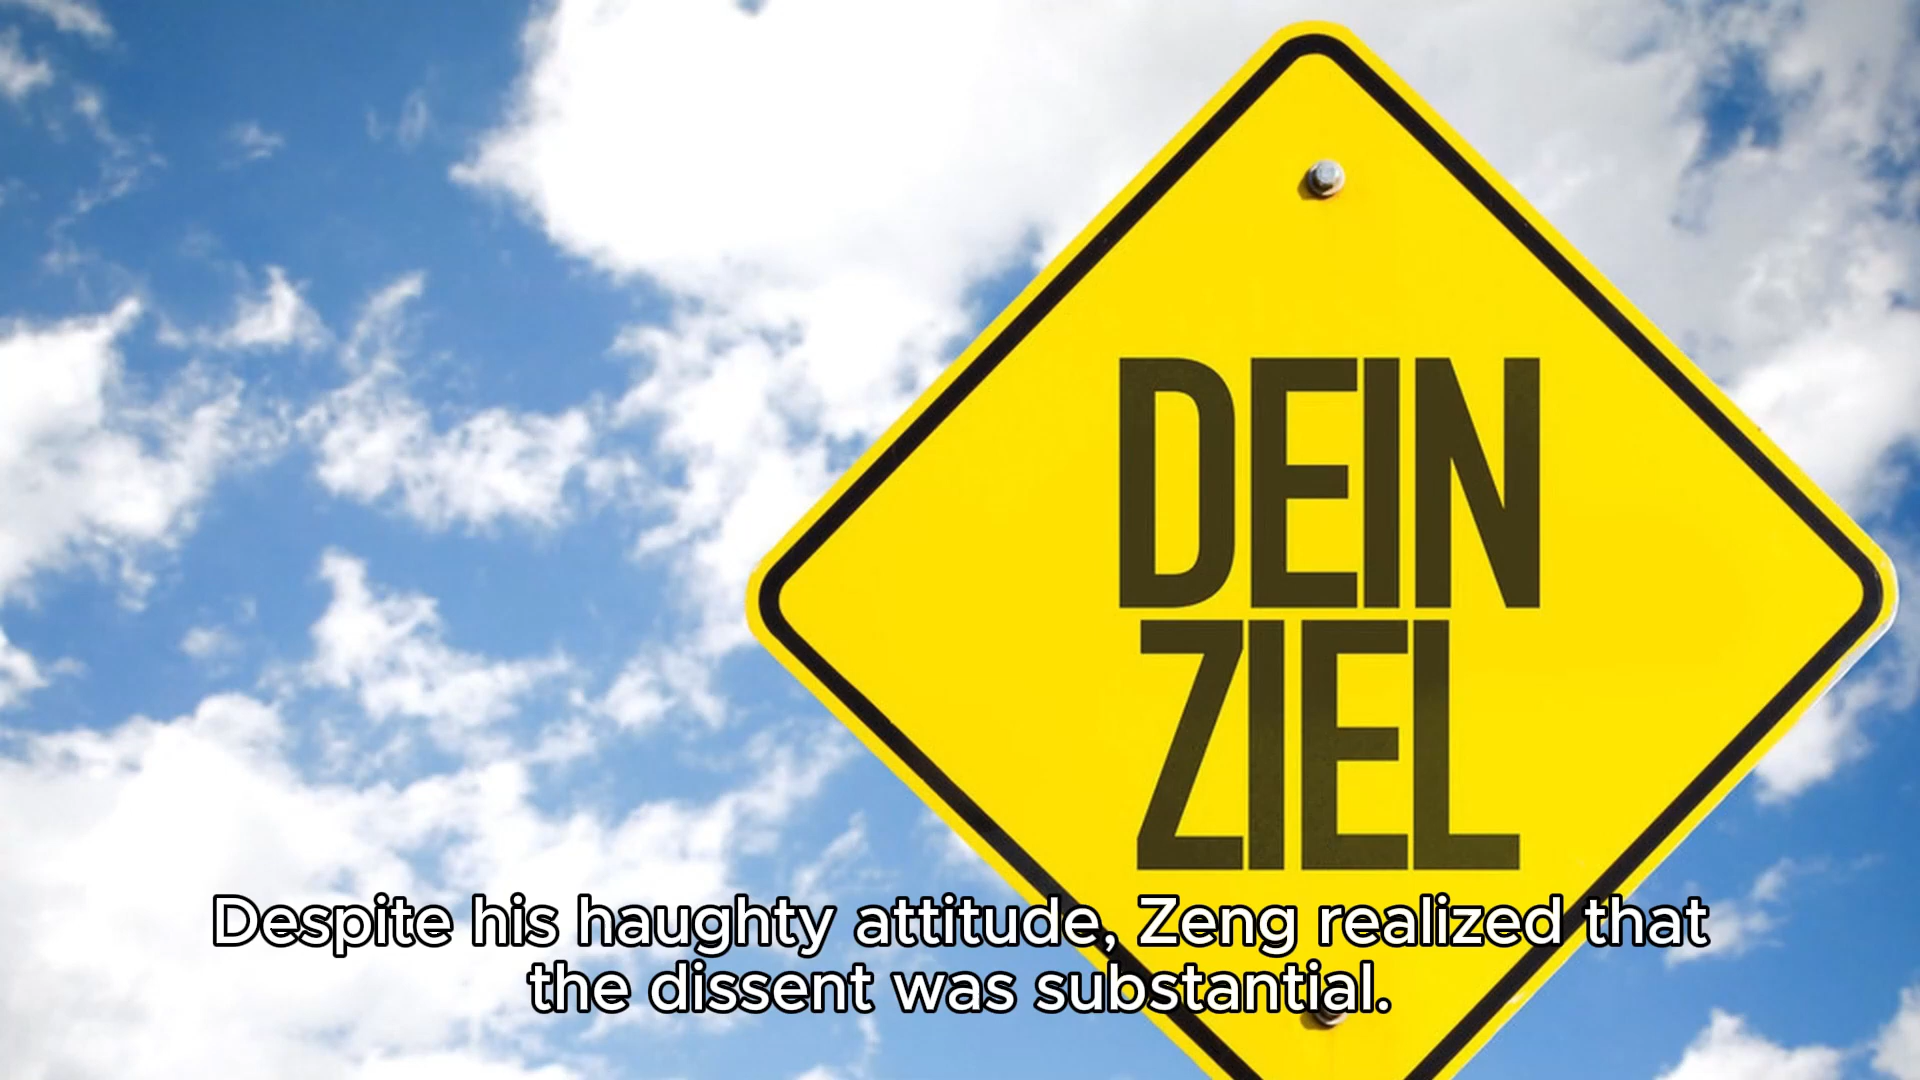 DEIN
ZIEL
Despite his haughty attitude, Zeng realized that
the dissent was substantial.